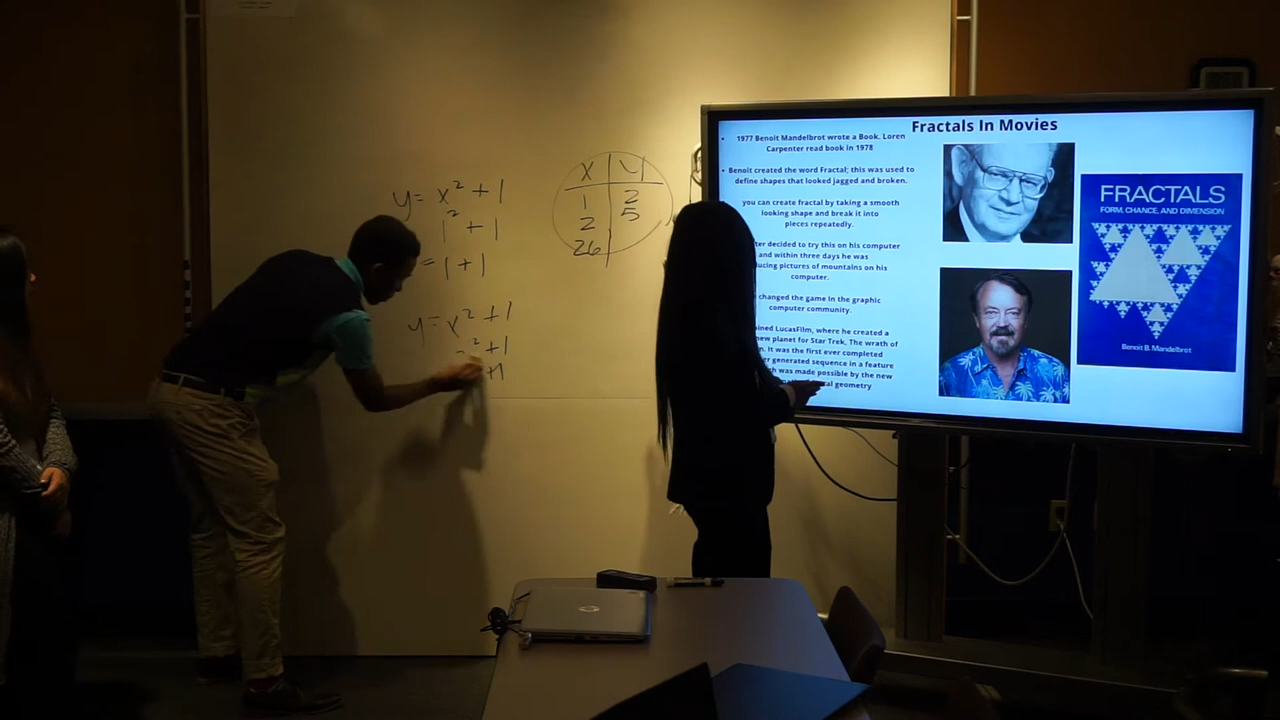 y = x² + 1
1² + 1
= 1 + 1
y = x² + 1
² + 1
+1
X | Y
1 | 2
2 | 5
26 |
Fractals In Movies
• 1977 Benoit Mandelbrot wrote a Book. Loren
Carpenter read book in 1978
• Benoit created the word Fractal; this was used to
define shapes that looked jagged and broken.
you can create fractal by taking a smooth
looking shape and break it into
pieces repeatedly.
decided to try this on his computer
and within three days he was
pictures of mountains on his
computer.
changed the game in the graphic
computer community.
LucasFilm, where he created a
new planet for Star Trek, The wrath of
It was the first ever completed
generated sequence in a feature
was made possible by the new
geometry
FRACTALS
FORM, CHANCE, AND DIMENSION
Benoit B. Mandelbrot
hp